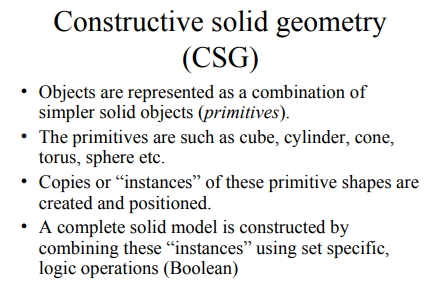 Constructive solid geometry
(CSG)
• Objects are represented as a combination of
simpler solid objects (primitives).
• The primitives are such as cube, cylinder, cone,
torus, sphere etc.
• Copies or “instances” of these primitive shapes are
created and positioned.
• A complete solid model is constructed by
combining these “instances” using set specific,
logic operations (Boolean)